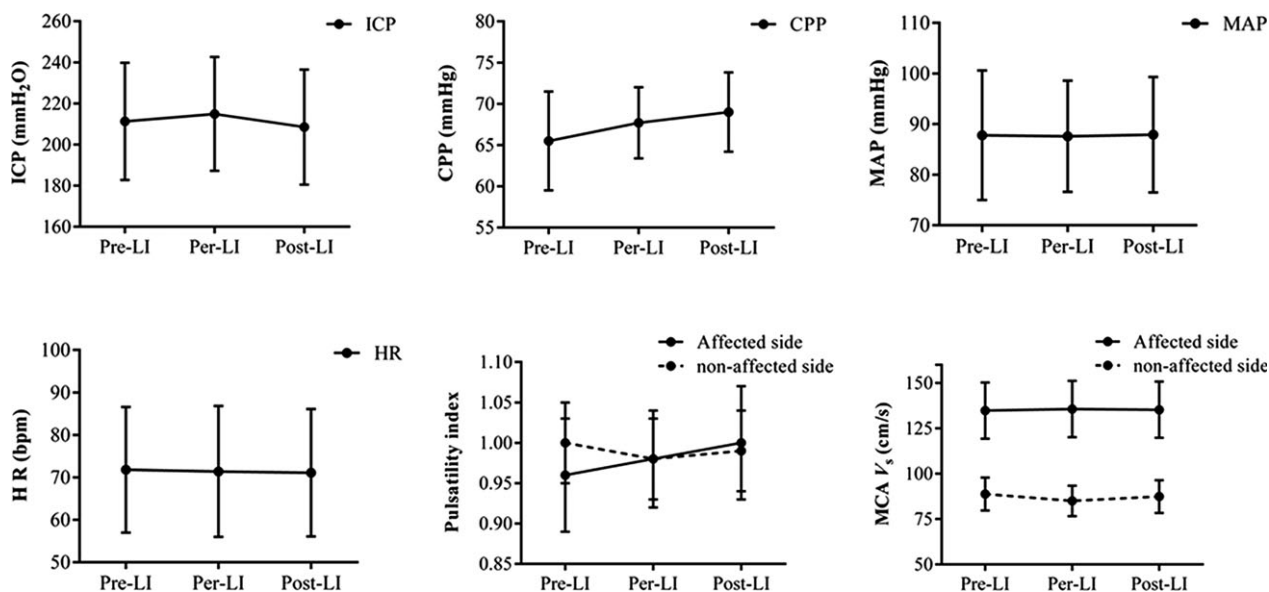 ICP
ICP (mmH₂O)
260
240
220
200
180
160
Pre-LI Per-LI Post-LI
CPP
CPP (mmHg)
80
75
70
65
60
55
Pre-LI Per-LI Post-LI
MAP
MAP (mmHg)
110
100
90
80
70
Pre-LI Per-LI Post-LI
HR
H R (bpm)
100
90
80
70
60
50
Pre-LI Per-LI Post-LI
Affected side
non-affected side
Pulsatility index
1.10
1.05
1.00
0.95
0.90
0.85
Pre-LI Per-LI Post-LI
Affected side
non-affected side
MCA Vs (cm/s)
150
125
100
75
50
Pre-LI Per-LI Post-LI